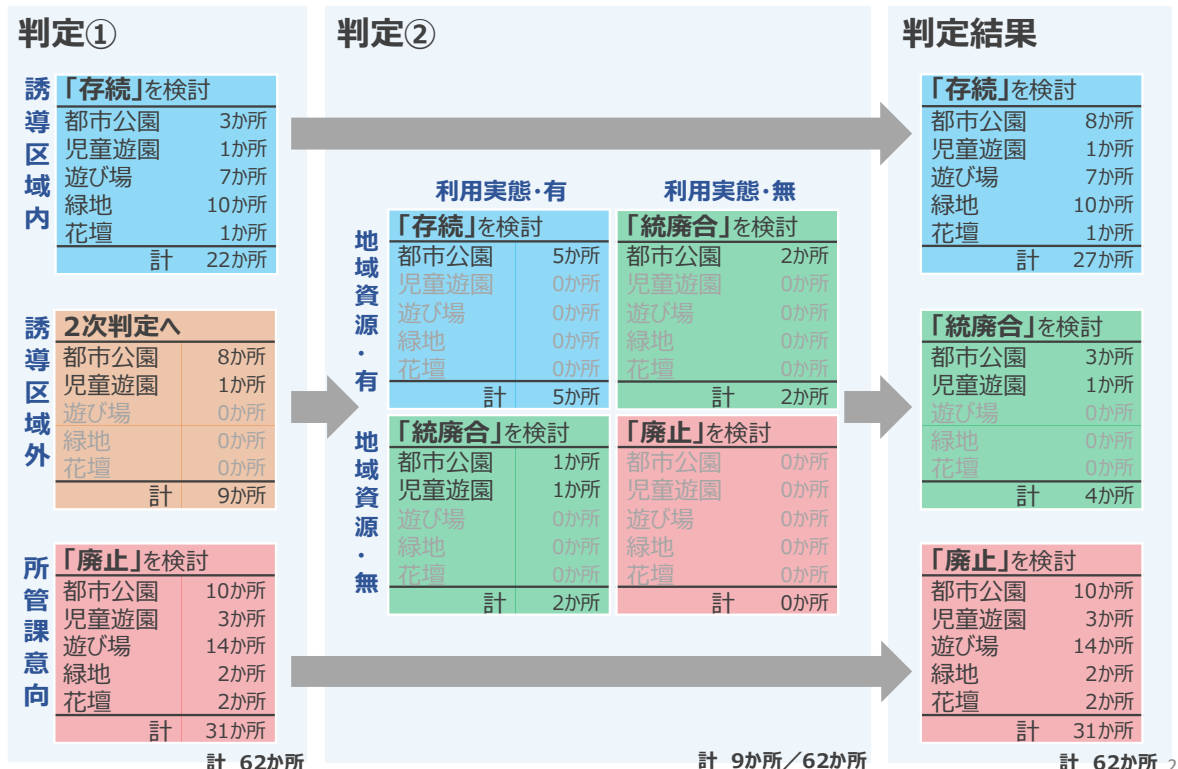 判定①
誘導区域内
「存続」を検討
都市公園 3か所
児童遊園 1か所
遊び場 7か所
緑地 10か所
花壇 1か所
計 22か所
誘導区域外
2次判定へ
都市公園 8か所
児童遊園 1か所
遊び場 0か所
緑地 0か所
花壇 0か所
計 9か所
所管課意向
「廃止」を検討
都市公園 10か所
児童遊園 3か所
遊び場 14か所
緑地 2か所
花壇 2か所
計 31か所
計 62か所
判定②
利用実態・有
利用実態・無
地域資源・有
「存続」を検討
都市公園 5か所
児童遊園 0か所
遊び場 0か所
緑地 0か所
花壇 0か所
計 5か所
「統廃合」を検討
都市公園 2か所
児童遊園 0か所
遊び場 0か所
緑地 0か所
花壇 0か所
計 2か所
地域資源・無
「統廃合」を検討
都市公園 1か所
児童遊園 1か所
遊び場 0か所
緑地 0か所
花壇 0か所
計 2か所
「廃止」を検討
都市公園 0か所
児童遊園 0か所
遊び場 0か所
緑地 0か所
花壇 0か所
計 0か所
計 9か所／62か所
判定結果
「存続」を検討
都市公園 8か所
児童遊園 1か所
遊び場 7か所
緑地 10か所
花壇 1か所
計 27か所
「統廃合」を検討
都市公園 3か所
児童遊園 1か所
遊び場 0か所
緑地 0か所
花壇 0か所
計 4か所
「廃止」を検討
都市公園 10か所
児童遊園 3か所
遊び場 14か所
緑地 2か所
花壇 2か所
計 31か所
計 62か所
2